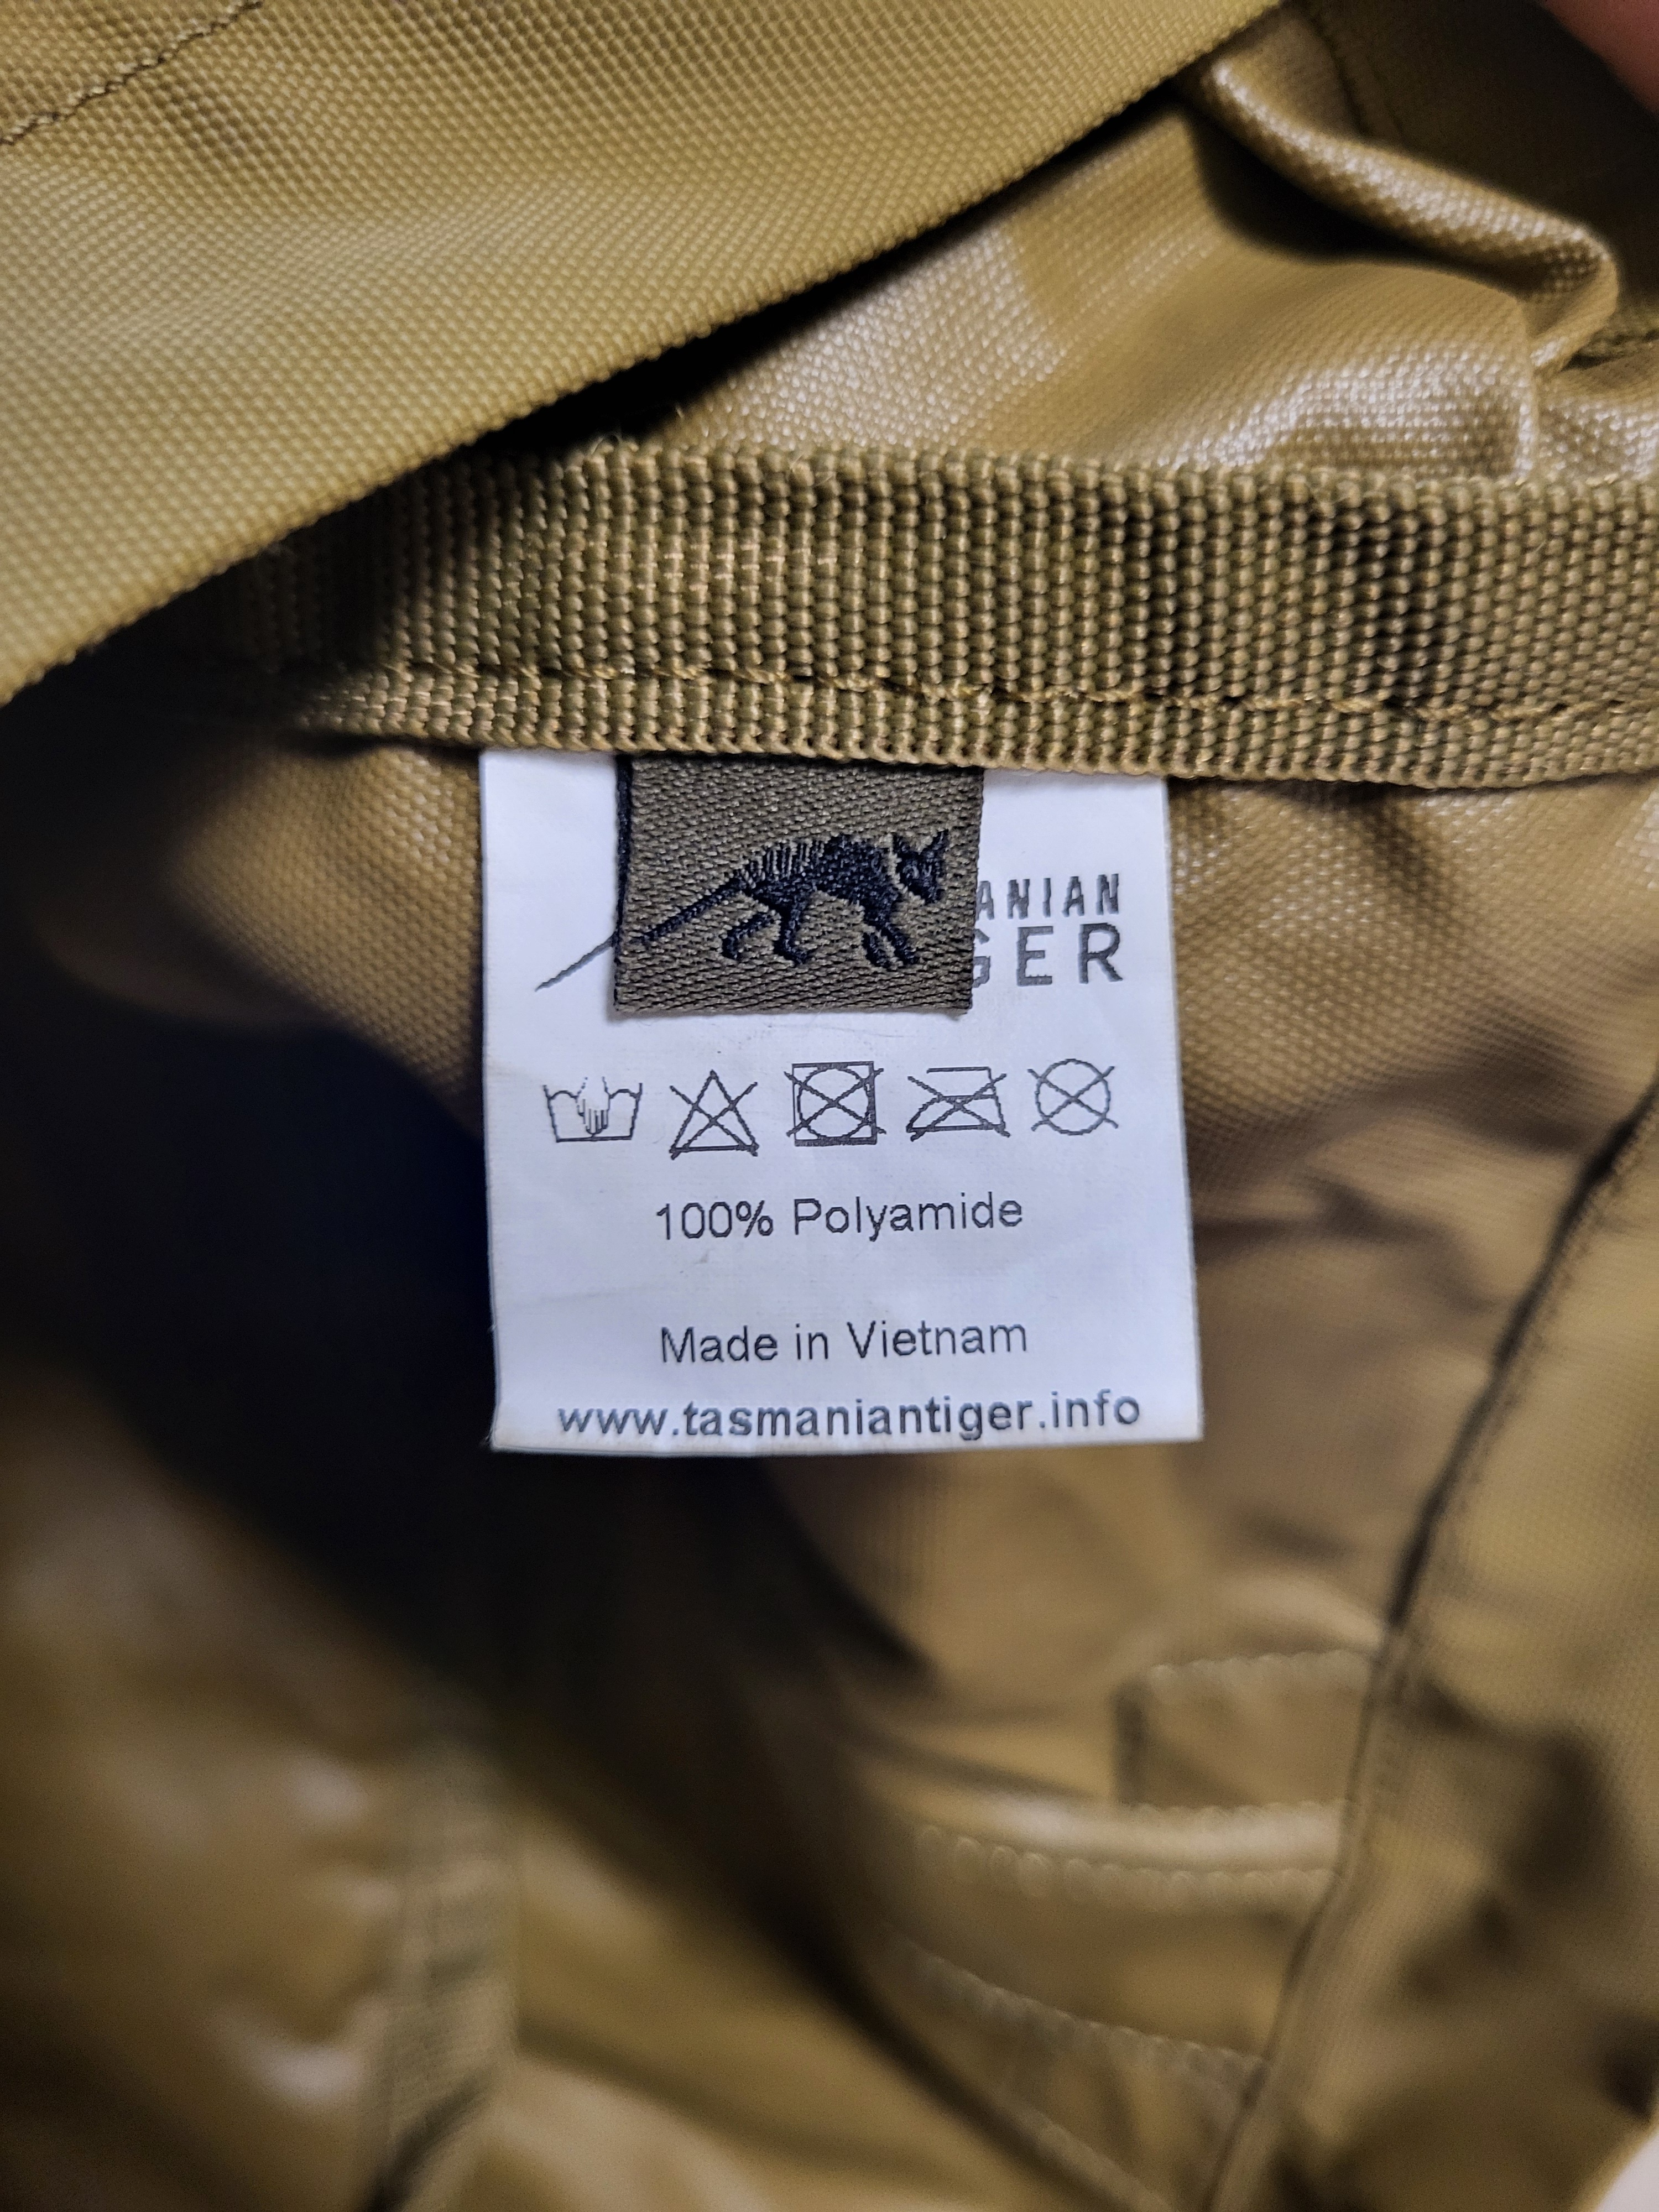 ANIAN
GER
100% Polyamide
Made in Vietnam
www.tasmaniantiger.info